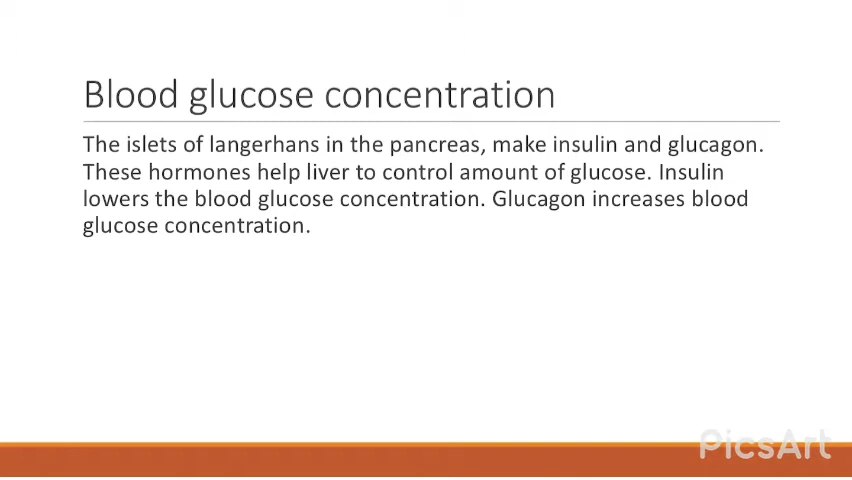 Blood glucose concentration
The islets of langerhans in the pancreas, make insulin and glucagon.
These hormones help liver to control amount of glucose. Insulin
lowers the blood glucose concentration. Glucagon increases blood
glucose concentration.
PicsArt